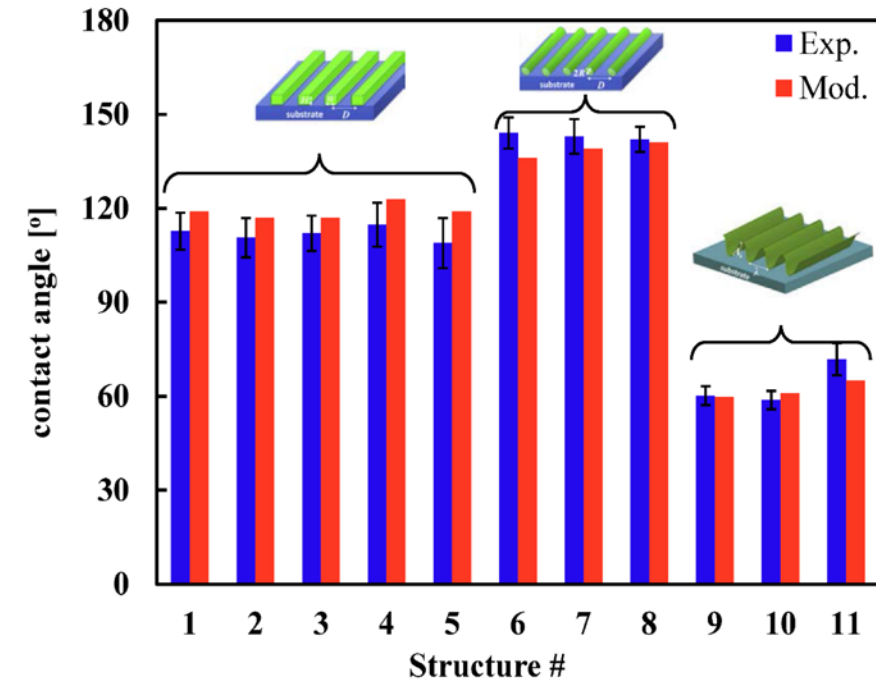 180
150
120
90
60
30
0
contact angle [º]
Exp.
Mod.
substrate
D
substrate
2R
D
substrate
λ
1 2 3 4 5 6 7 8 9 10 11
Structure #